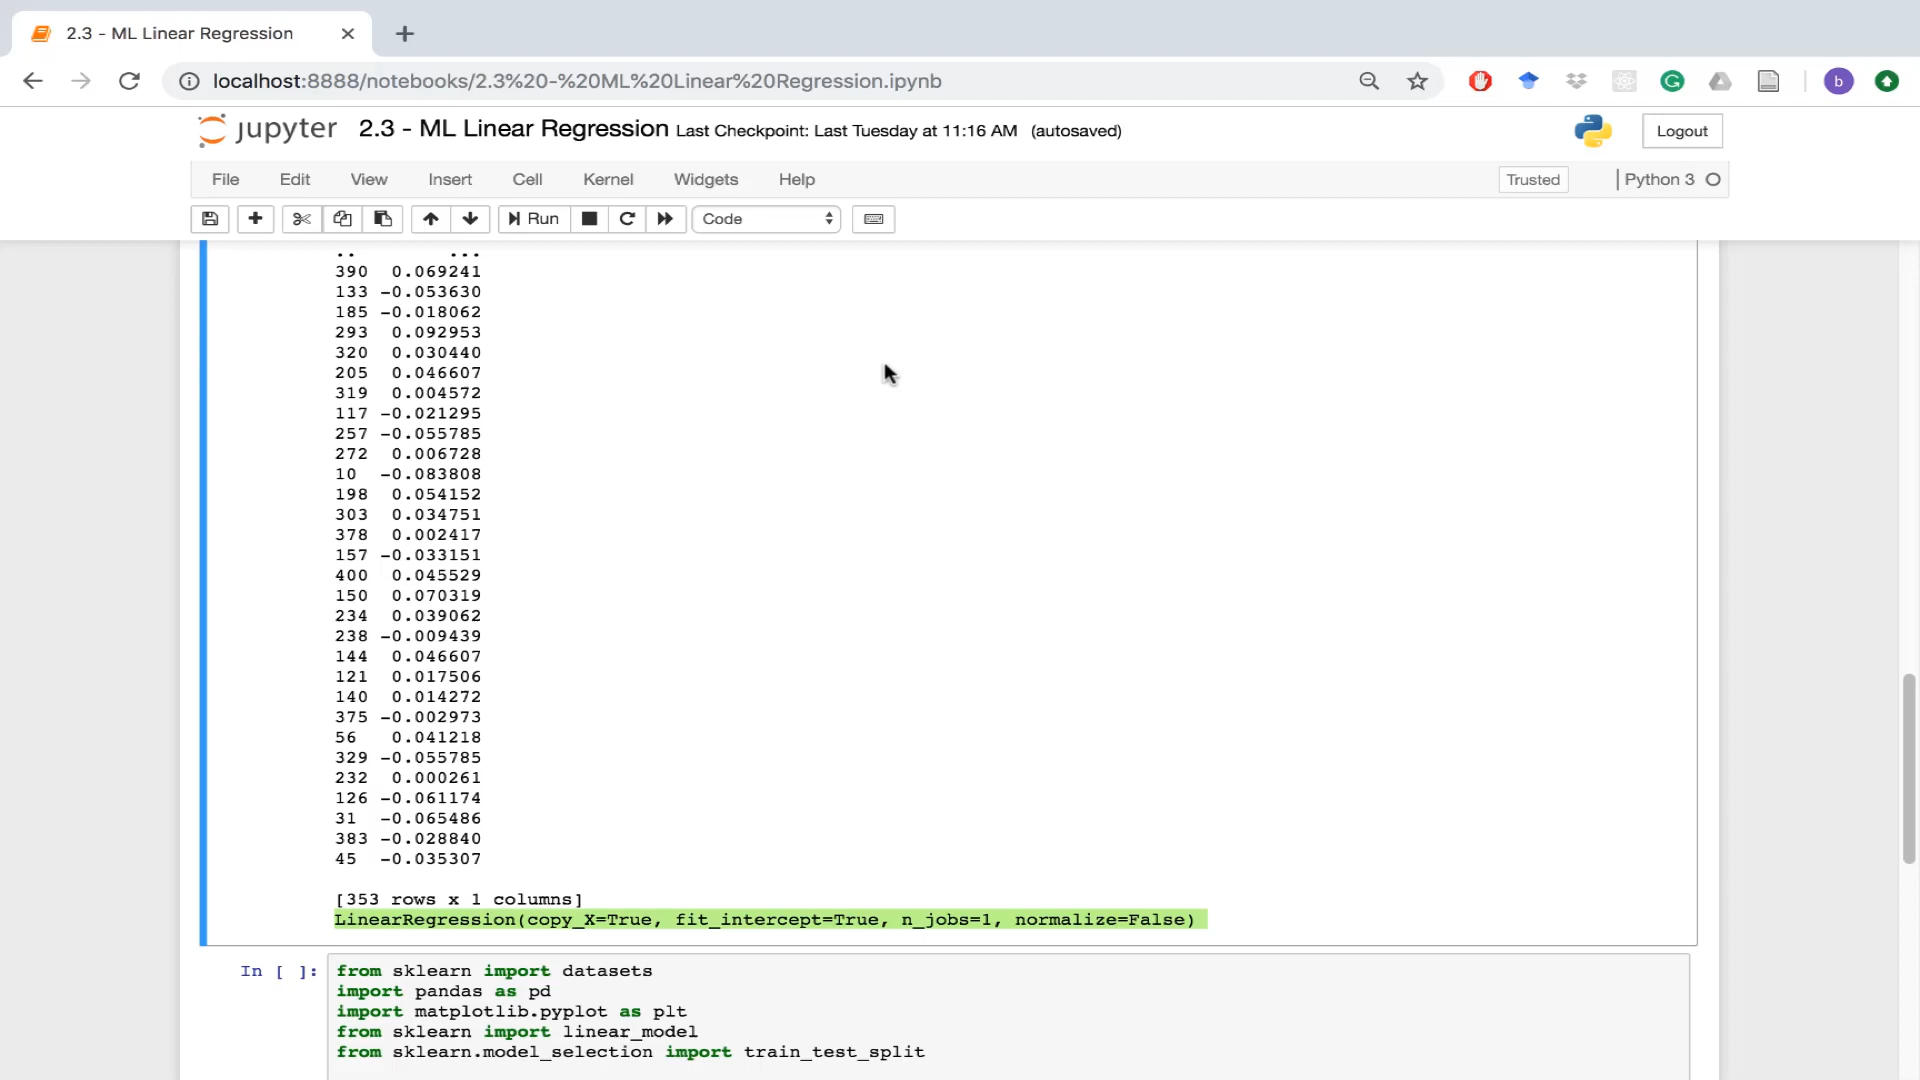 2.3 - ML Linear Regression
localhost:8888/notebooks/2.3%20-%20ML%20Linear%20Regression.ipynb
b
jupyter 2.3 - ML Linear Regression Last Checkpoint: Last Tuesday at 11:16 AM (autosaved)
Logout
File Edit View Insert Cell Kernel Widgets Help
Trusted
Python 3
Run
Code
.. ...
390 0.069241
133 -0.053630
185 -0.018062
293 0.092953
320 0.030440
205 0.046607
319 0.004572
117 -0.021295
257 -0.055785
272 0.006728
10 -0.083808
198 0.054152
303 0.034751
378 0.002417
157 -0.033151
400 0.045529
150 0.070319
234 0.039062
238 -0.009439
144 0.046607
121 0.017506
140 0.014272
375 -0.002973
56 0.041218
329 -0.055785
232 0.000261
126 -0.061174
31 -0.065486
383 -0.028840
45 -0.035307
[353 rows x 1 columns]
LinearRegression(copy_X=True, fit_intercept=True, n_jobs=1, normalize=False)
In [ ]:
from sklearn import datasets
import pandas as pd
import matplotlib.pyplot as plt
from sklearn import linear_model
from sklearn.model_selection import train_test_split